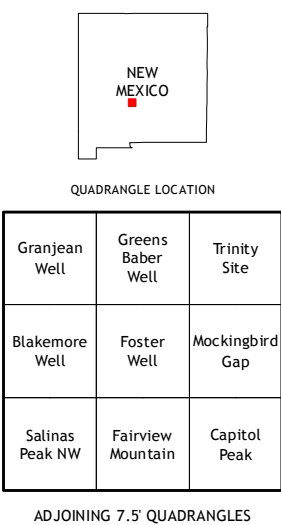 NEW
MEXICO
QUADRANGLE LOCATION
Granjean
Well
Greens
Baber
Well
Trinity
Site
Blakemore
Well
Foster
Well
Mockingbird
Gap
Salinas
Peak NW
Fairview
Mountain
Capitol
Peak
ADJOINING 7.5' QUADRANGLES